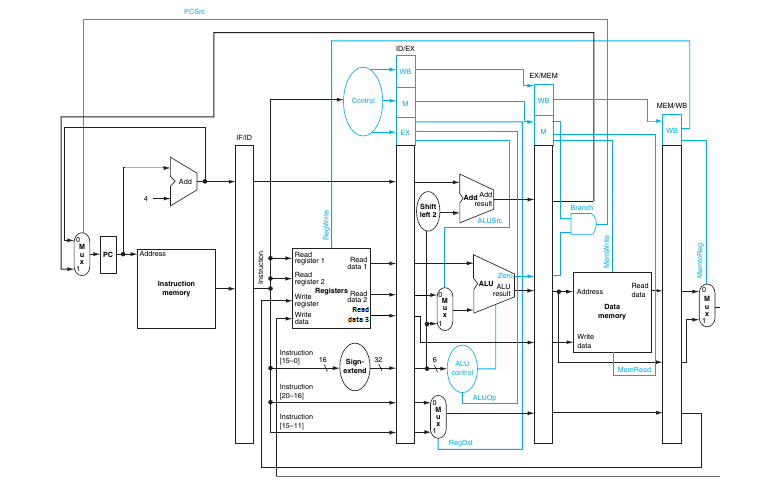 PCSrc
ID/EX
WB
EX/MEM
Control
M
WB
MEM/WB
IF/ID
EX
M
WB
Add
4
Add Add
result
Shift
left 2
ALUSrc
Branch
RegWrite
MemWrite
MemtoReg
0
M
u
x
1
PC
Address
Instruction
memory
Instruction
Read
register 1
Read
register 2
Registers
Write
register
Write
data
Read
data 1
Read
data 2
Read
data 3
0
M
u
x
1
Zero
ALU
ALU
result
Address
Read
data
Data
memory
Write
data
0
M
u
x
1
Instruction
[15–0]
16
Sign-
extend
32
6
ALU
control
MemRead
Instruction
[20–16]
ALUOp
Instruction
[15–11]
0
M
u
x
1
RegDst